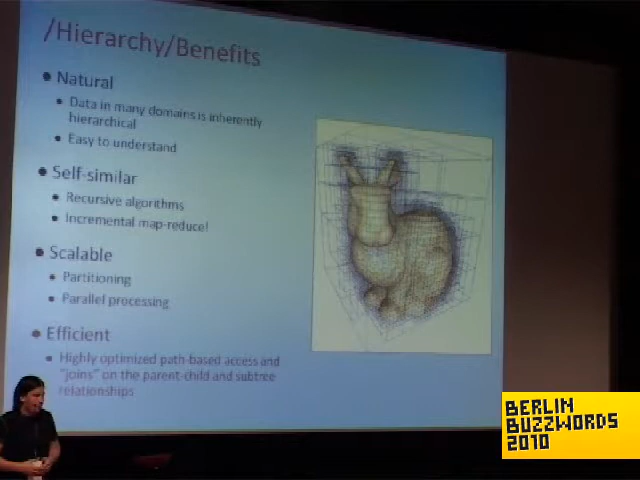 /Hierarchy/Benefits
• Natural
• Data in many domains is inherently
hierarchical
• Easy to understand
• Self-similar
• Recursive algorithms
• Incremental map-reduce!
• Scalable
• Partitioning
• Parallel processing
• Efficient
• Highly optimized path-based access and
"joins" on the parent-child and subtree
relationships
BERLIN
BUZZWORDS
2010